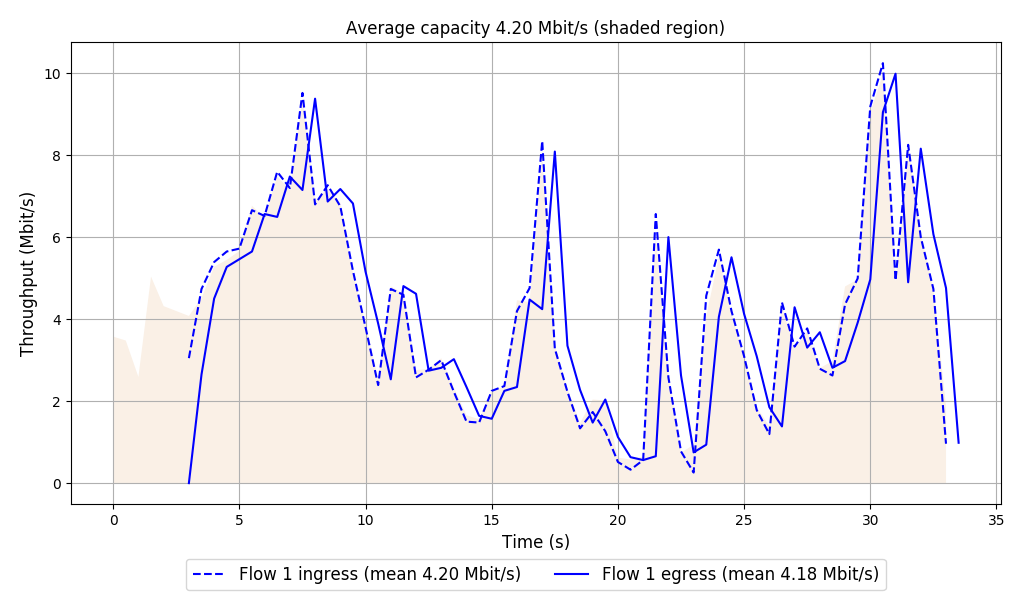 Average capacity 4.20 Mbit/s (shaded region)
Throughput (Mbit/s)
10
8
6
4
2
0
0 5 10 15 20 25 30 35
Time (s)
Flow 1 ingress (mean 4.20 Mbit/s) Flow 1 egress (mean 4.18 Mbit/s)